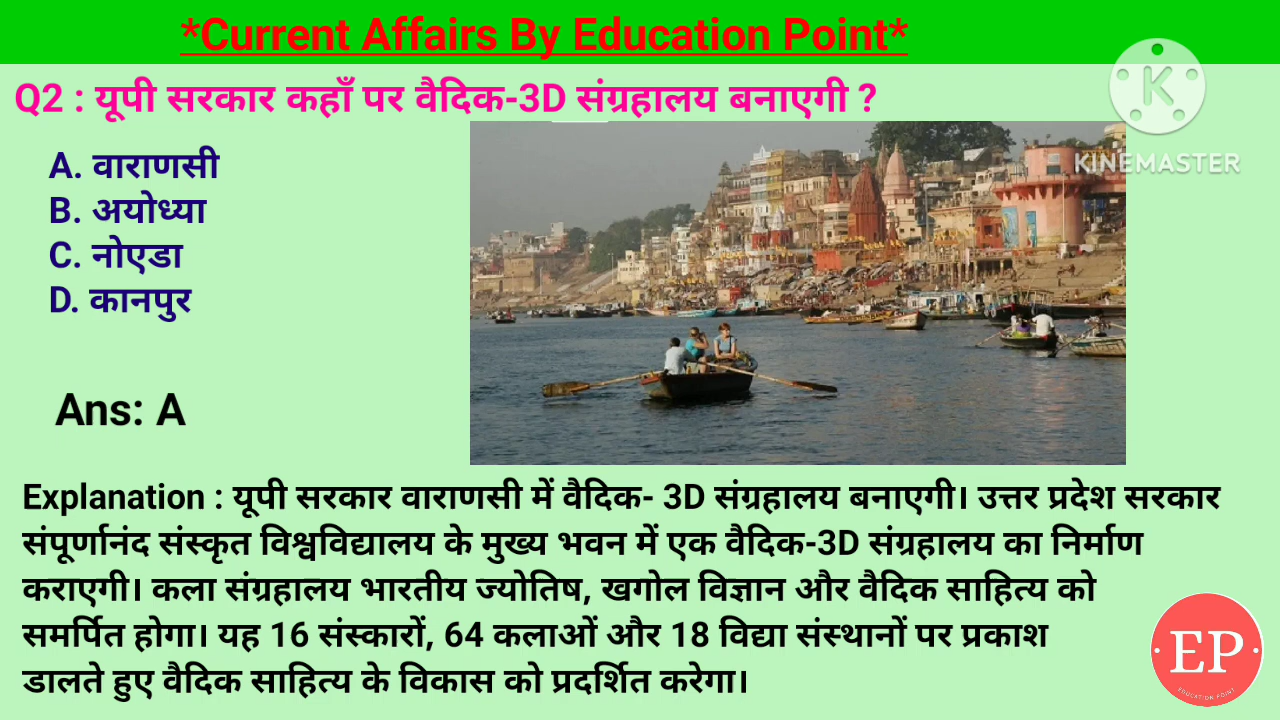 *Current Affairs By Education Point*
Q2 : यूपी सरकार कहाँ पर वैदिक-3D संग्रहालय बनाएगी ?
KINEMASTER
A. वाराणसी
B. अयोध्या
C. नोएडा
D. कानपुर
Ans: A
Explanation : यूपी सरकार वाराणसी में वैदिक- 3D संग्रहालय बनाएगी। उत्तर प्रदेश सरकार
संपूर्णानंद संस्कृत विश्वविद्यालय के मुख्य भवन में एक वैदिक-3D संग्रहालय का निर्माण
कराएगी। कला संग्रहालय भारतीय ज्योतिष, खगोल विज्ञान और वैदिक साहित्य को
समर्पित होगा। यह 16 संस्कारों, 64 कलाओं और 18 विद्या संस्थानों पर प्रकाश
डालते हुए वैदिक साहित्य के विकास को प्रदर्शित करेगा।
EP
EDUCATION POINT